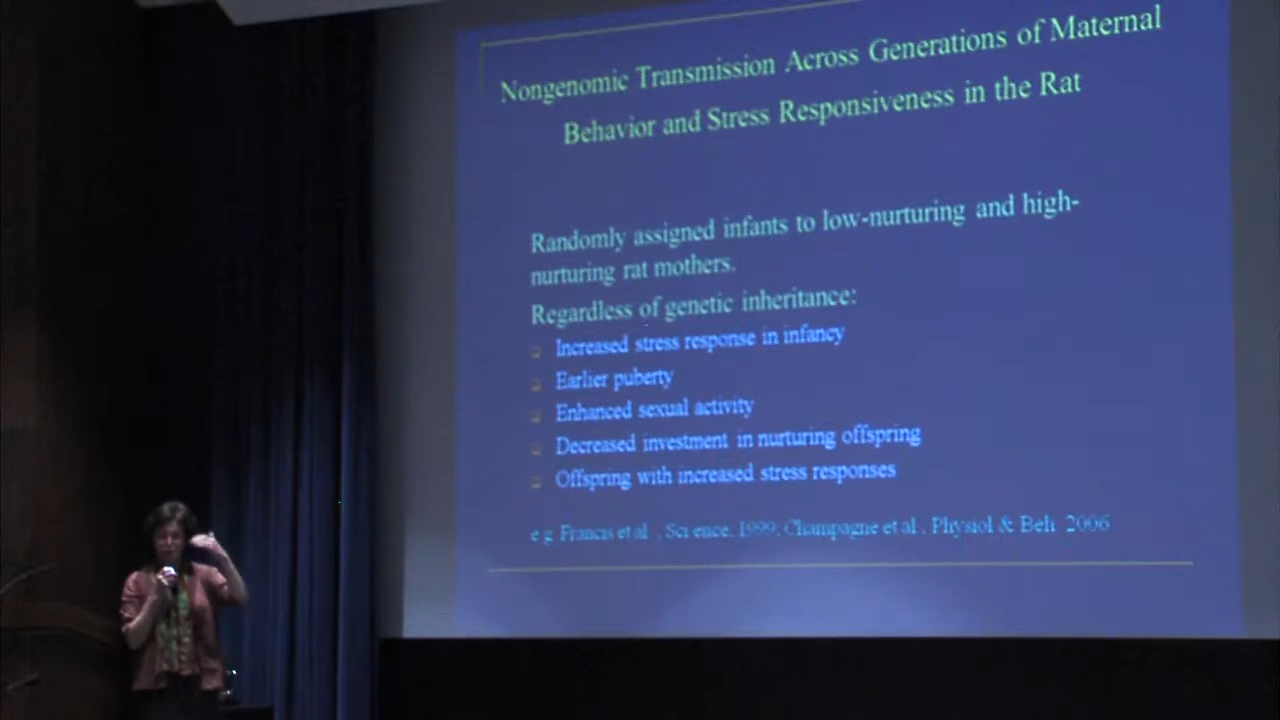 Nongenomic Transmission Across Generations of Maternal
Behavior and Stress Responsiveness in the Rat
Randomly assigned infants to low-nurturing and high-
nurturing rat mothers.
Regardless of genetic inheritance:
Increased stress response in infancy
Earlier puberty
Enhanced sexual activity
Decreased investment in nurturing offspring
Offspring with increased stress responses
e.g. Francis et al., Science, 1999; Champagne et al., Physiol & Beh. 2006